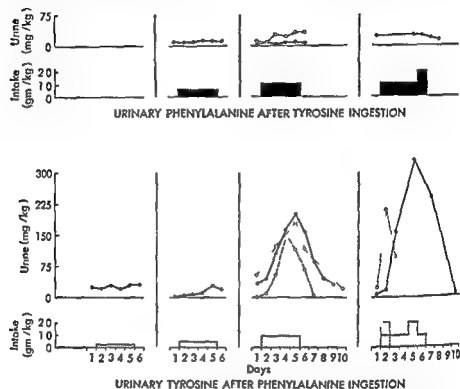 Urine
(mg/kg)
75
0
Intake
(gm/kg)
20
10
0
URINARY PHENYLALANINE AFTER TYROSINE INGESTION
Urine (mg/kg)
300
225
150
75
0
Intake
(gm/kg)
20
10
0
1 2 3 4 5 6
1 2 3 4 5 6
1 2 3 4 5 6 7 8 9 10
1 2 3 4 5 6 7 8 9 10
Days
URINARY TYROSINE AFTER PHENYLALANINE INGESTION